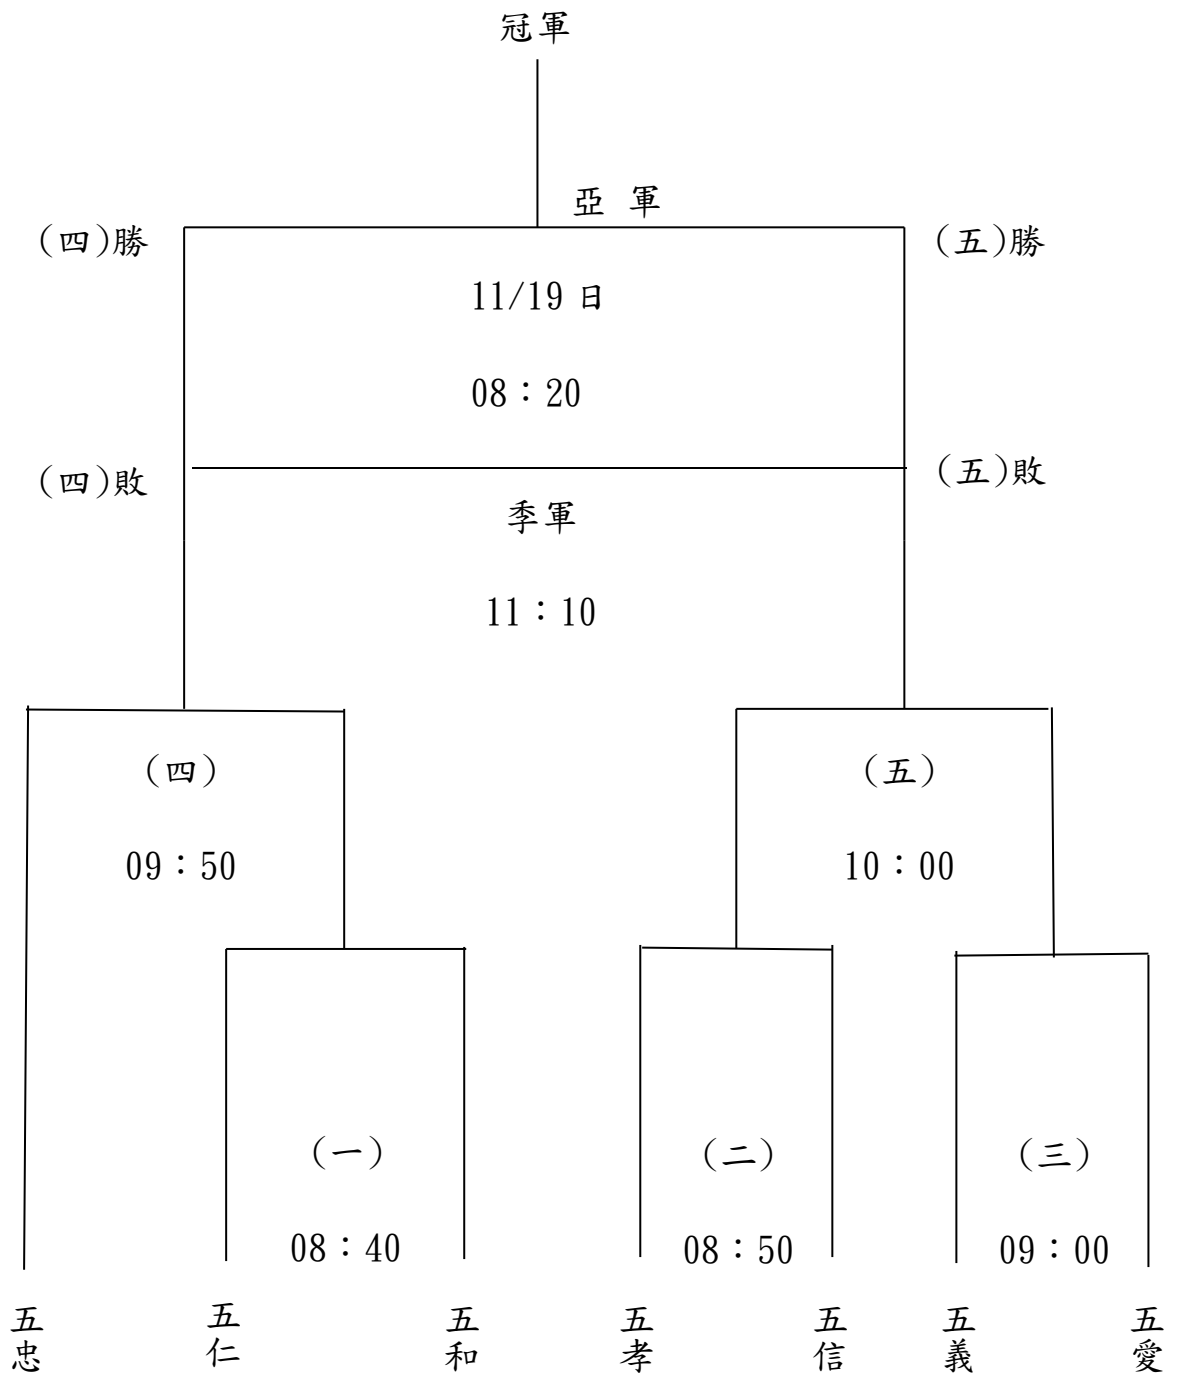 冠軍
亞 軍
(四)勝
(五)勝
11/19 日
08：20
(四)敗
(五)敗
季軍
11：10
(四)
(五)
09：50
10：00
(一)
(二)
(三)
08：40
08：50
09：00
五忠
五仁
五和
五孝
五信
五義
五愛